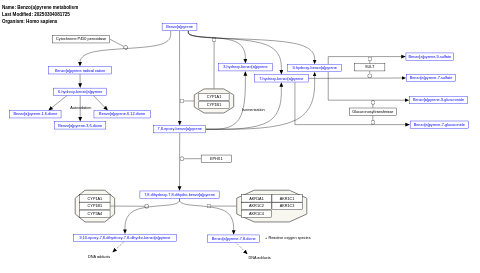 Name: Benzo(a)pyrene metabolism
Last Modified: 20250304081725
Organism: Homo sapiens
Benzo[a]pyrene
Cytochrome P450 peroxidase
Benzo[a]pyrene radical cation
6-hydroxy-benzo[a]pyrene
Autoxidation
Benzo[a]pyrene-1,6-dione
Benzo[a]pyrene-6,12-dione
Benzo[a]pyrene-3,6-dione
3-hydroxy-benzo[a]pyrene
7-hydroxy-benzo[a]pyrene
9-hydroxy-benzo[a]pyrene
CYP1A1
CYP1B1
Isomerization
7,8-epoxy-benzo[a]pyrene
SULT
Glucuronosyltransferase
Benzo[a]pyrene-3-sulfate
Benzo[a]pyrene-7-sulfate
Benzo[a]pyrene-9-glucuronide
Benzo[a]pyrene-7-glucuronide
EPHX1
7,8-dihydroxy-7,8-dihydro-benzo[a]pyrene
CYP1A1
CYP1B1
CYP3A4
AKR1A1
AKR1C1
AKR1C2
AKR1C3
AKR1C4
9,10-epoxy-7,8-dihydroxy-7,8-dihydro-benzo[a]pyrene
Benzo[a]pyrene-7,8-dione
+ Reactive oxygen species
DNA adducts
DNA adducts